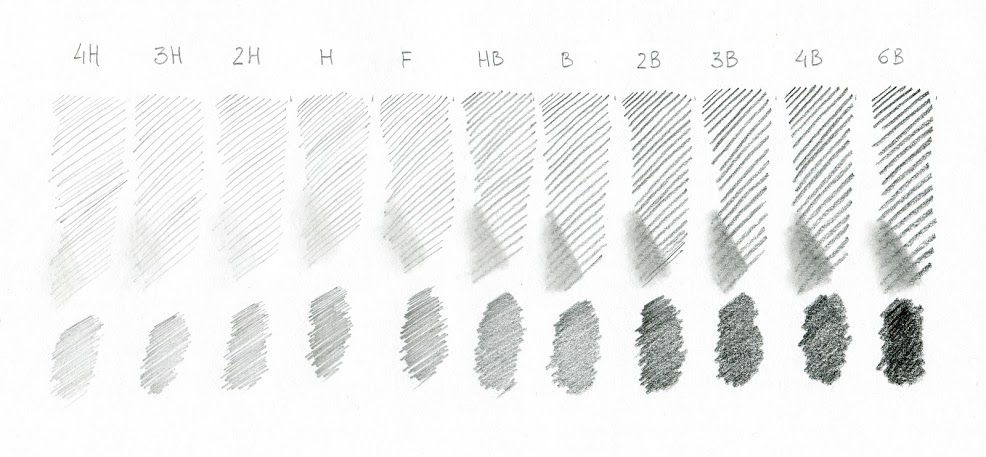 4H 3H 2H H F HB B 2B 3B 4B 6B